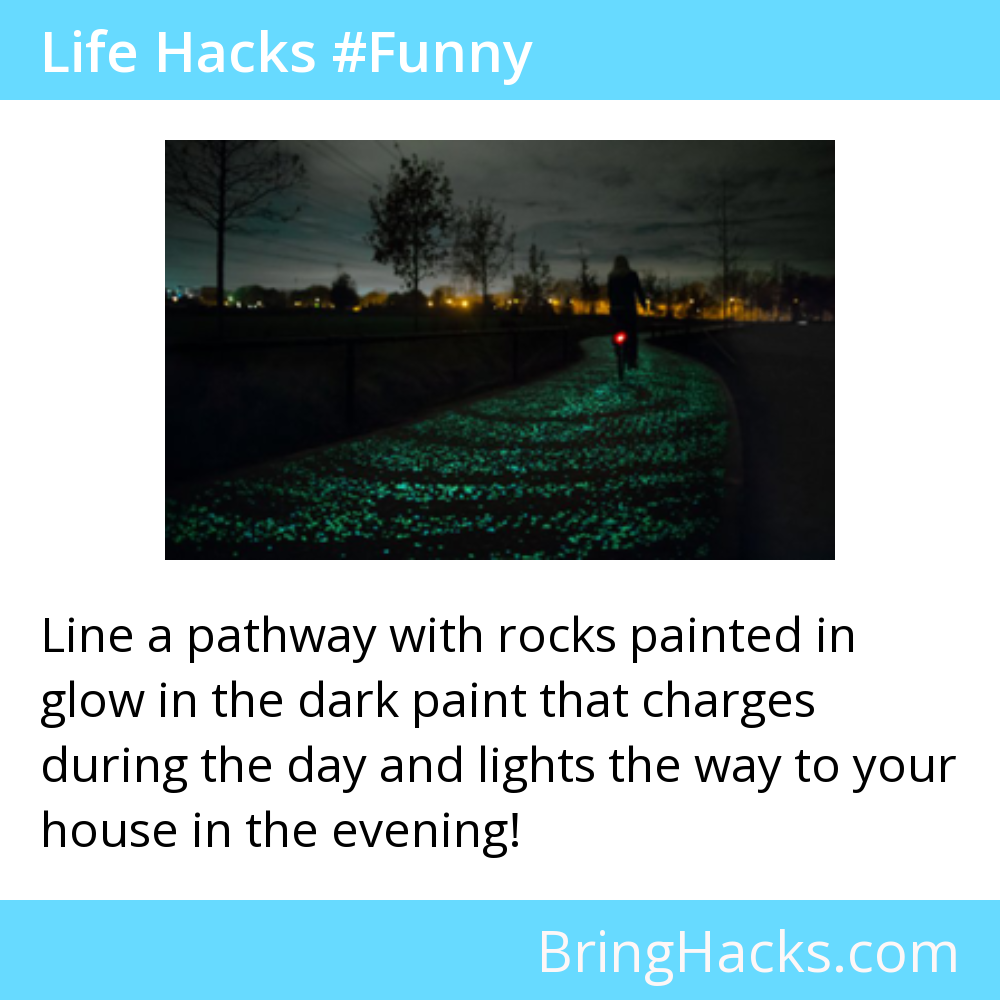 Life Hacks #Funny
Line a pathway with rocks painted in
glow in the dark paint that charges
during the day and lights the way to your
house in the evening!
BringHacks.com